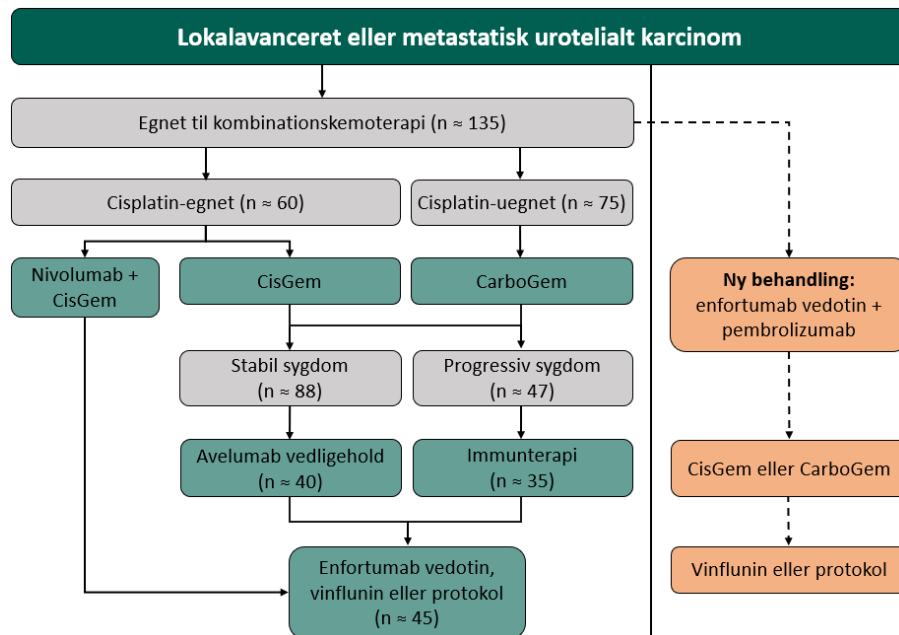 Lokalavanceret eller metastatisk urotelialt karcinom
Egnet til kombinationskemoterapi (n ≈ 135)
Cisplatin-egnet (n ≈ 60)
Cisplatin-uegnet (n ≈ 75)
Nivolumab +
CisGem
CisGem
CarboGem
Stabil sygdom
(n ≈ 88)
Progressiv sygdom
(n ≈ 47)
Avelumab vedligehold
(n ≈ 40)
Immunterapi
(n ≈ 35)
Enfortumab vedotin,
vinflunin eller protokol
(n ≈ 45)
Ny behandling:
enfortumab vedotin +
pembrolizumab
CisGem eller CarboGem
Vinflunin eller protokol